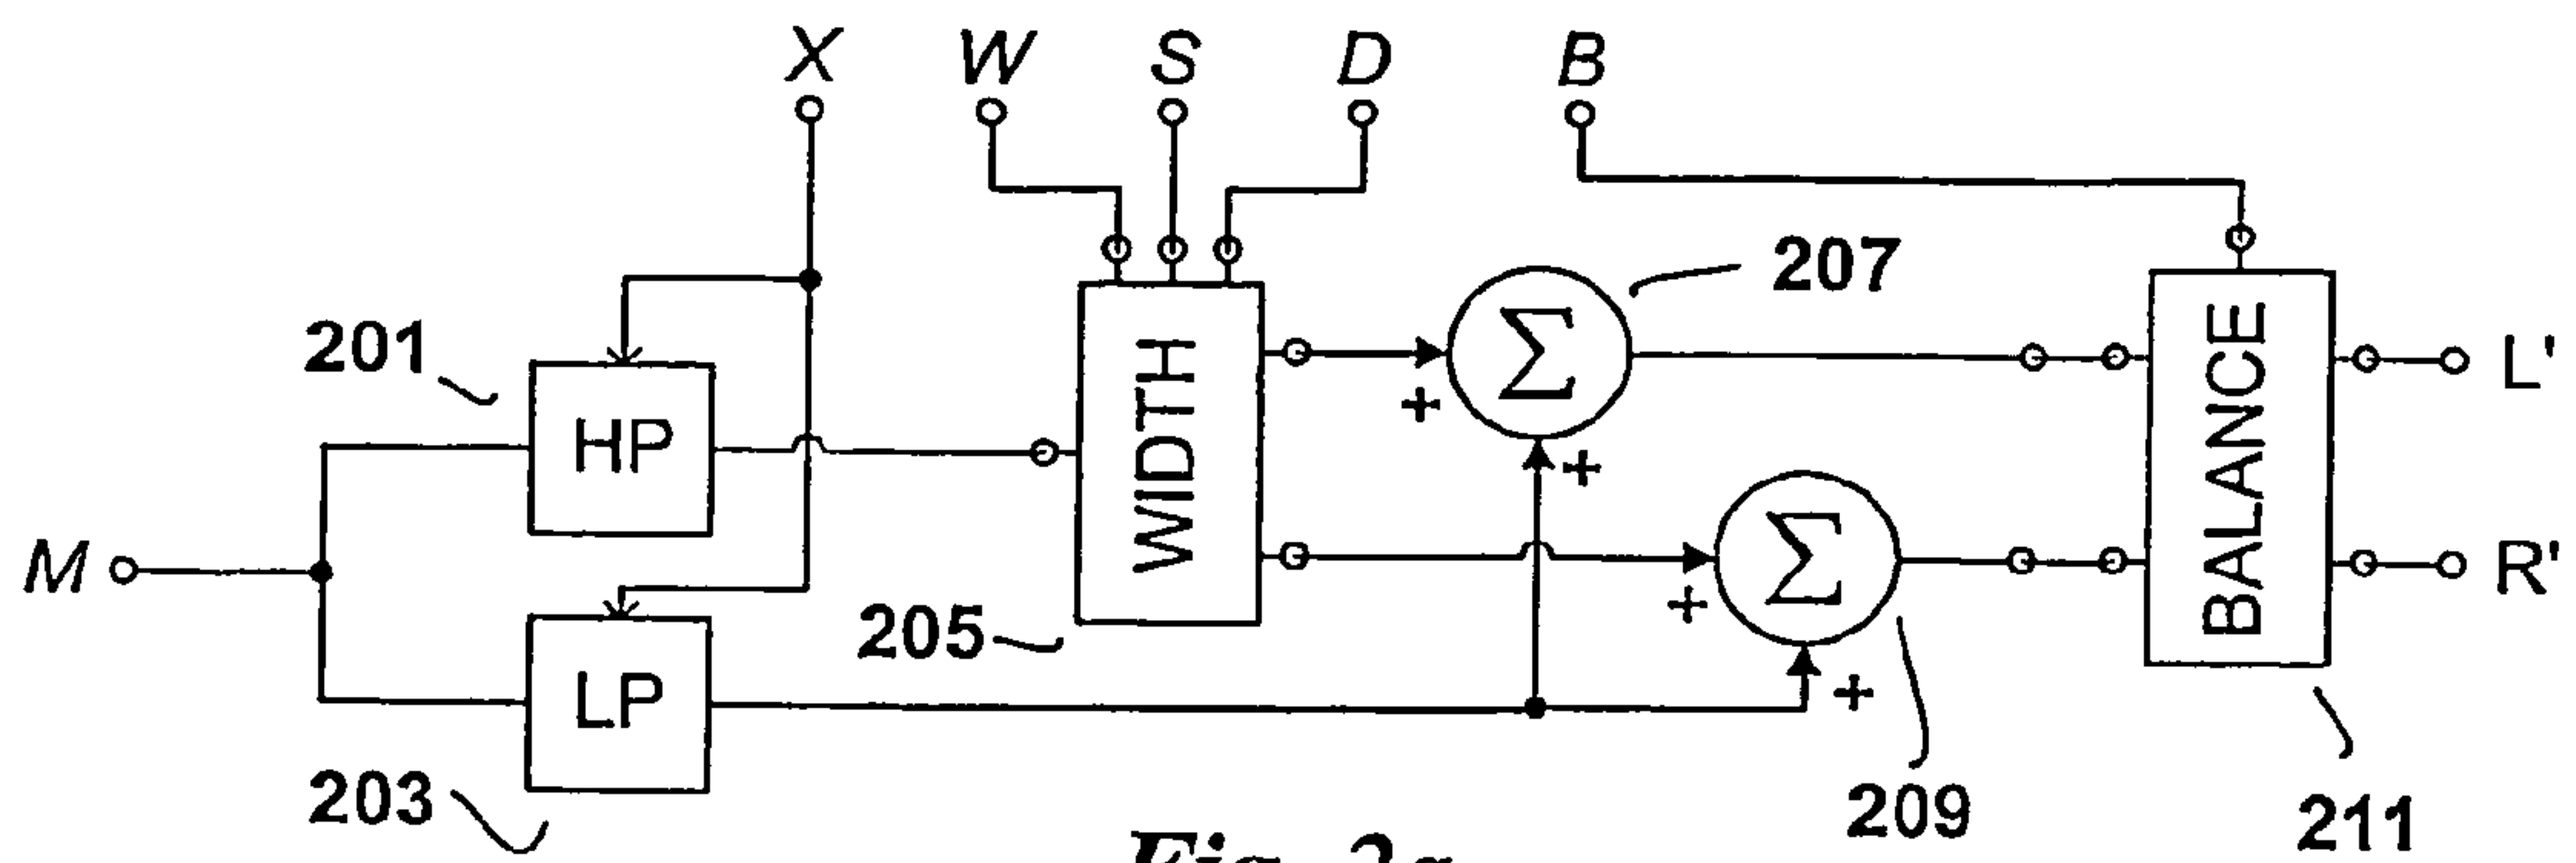 X W S D B
207
201
HP
WIDTH
Σ
+
+
BALANCE
L'
M
Σ
+
R'
205
LP
+
203
209
211